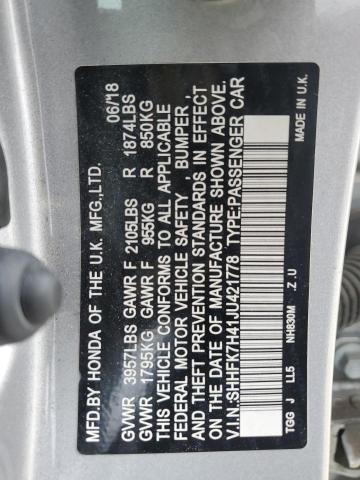 MFD.BY HONDA OF THE U.K. MFG.,LTD. 06/18
GVWR 3957LBS GAWR F 2105LBS R 1874LBS
GVWR 1795KG GAWR F 955KG R 850KG
THIS VEHICLE CONFORMS TO ALL APPLICABLE
FEDERAL MOTOR VEHICLE SAFETY , BUMPER ,
AND THEFT PREVENTION STANDARDS IN EFFECT
ON THE DATE OF MANUFACTURE SHOWN ABOVE.
V.I.N.:SHHFK7H41JU421778 TYPE:PASSENGER CAR
TGG J LL5 NH830M .Z .U MADE IN U.K.